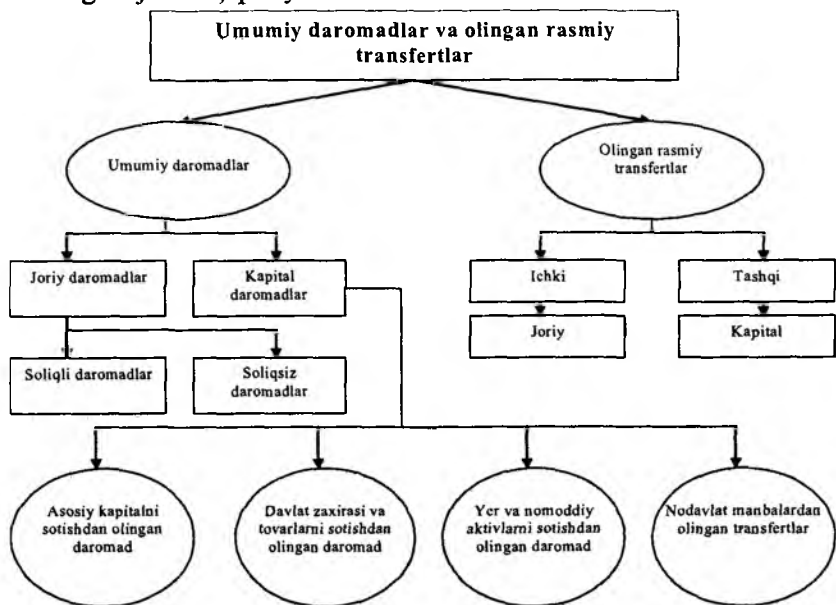 Umumiy daromadlar va olingan rasmiy
transfertlar
Umumiy daromadlar
Olingan rasmiy
transfertlar
Joriy daromadlar
Kapital
daromadlar
Ichki
Tashqi
Joriy
Kapital
Soliqli daromadlar
Soliqsiz
daromadlar
Asosiy kapitalni
sotishdan olingan
daromad
Davlat zaxirasi va
tovarlarni sotishdan
olingan daromad
Yer va nomoddiy
aktivlarni sotishdan
olingan daromad
Nodavlat manbalardan
olingan transfertlar